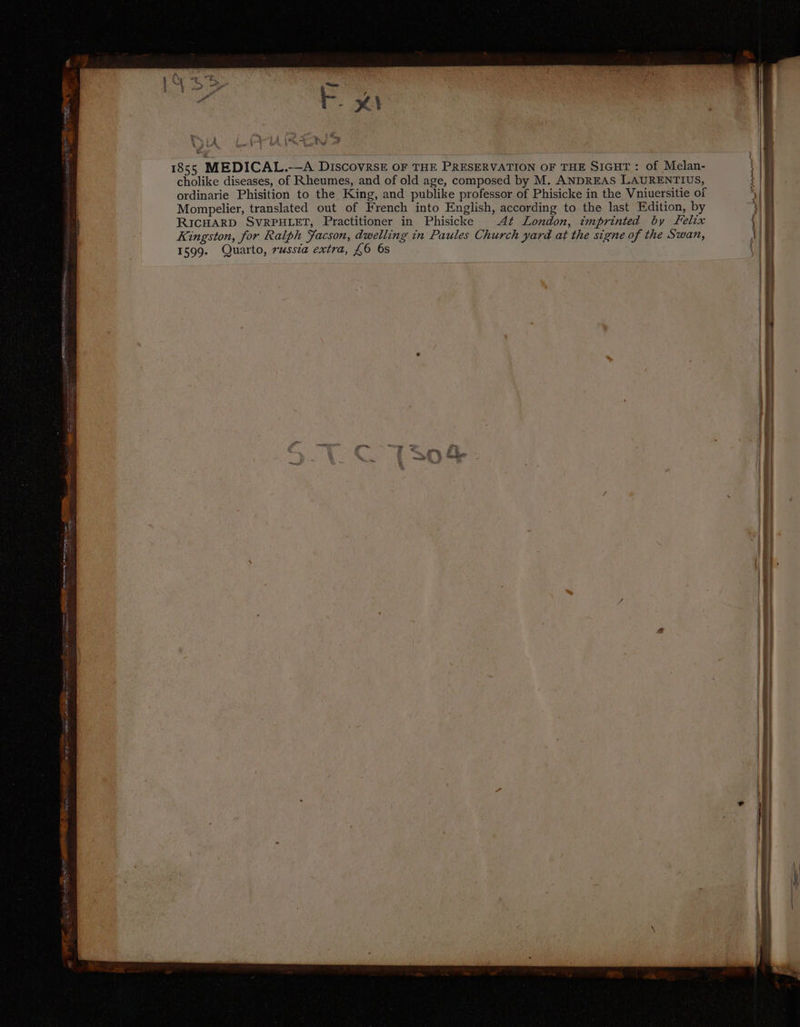 1933
F. xi
DU LAURENS
1855 MEDICAL.—A DISCOVRSE OF THE PRESERVATION OF THE SIGHT : of Melan-
cholike diseases, of Rheumes, and of old age, composed by M. ANDREAS LAURENTIUS,
ordinarie Phisition to the King, and publike professor of Phisicke in the Vniuersitie of
Mompelier, translated out of French into English, according to the last Edition, by
RICHARD SVRPHLET, Practitioner in Phisicke At London, imprinted by Felix
Kingston, for Ralph Jacson, dwelling in Paules Church yard at the signe of the Swan,
1599. Quarto, russia extra, £6 6s
S.T.C. 7304